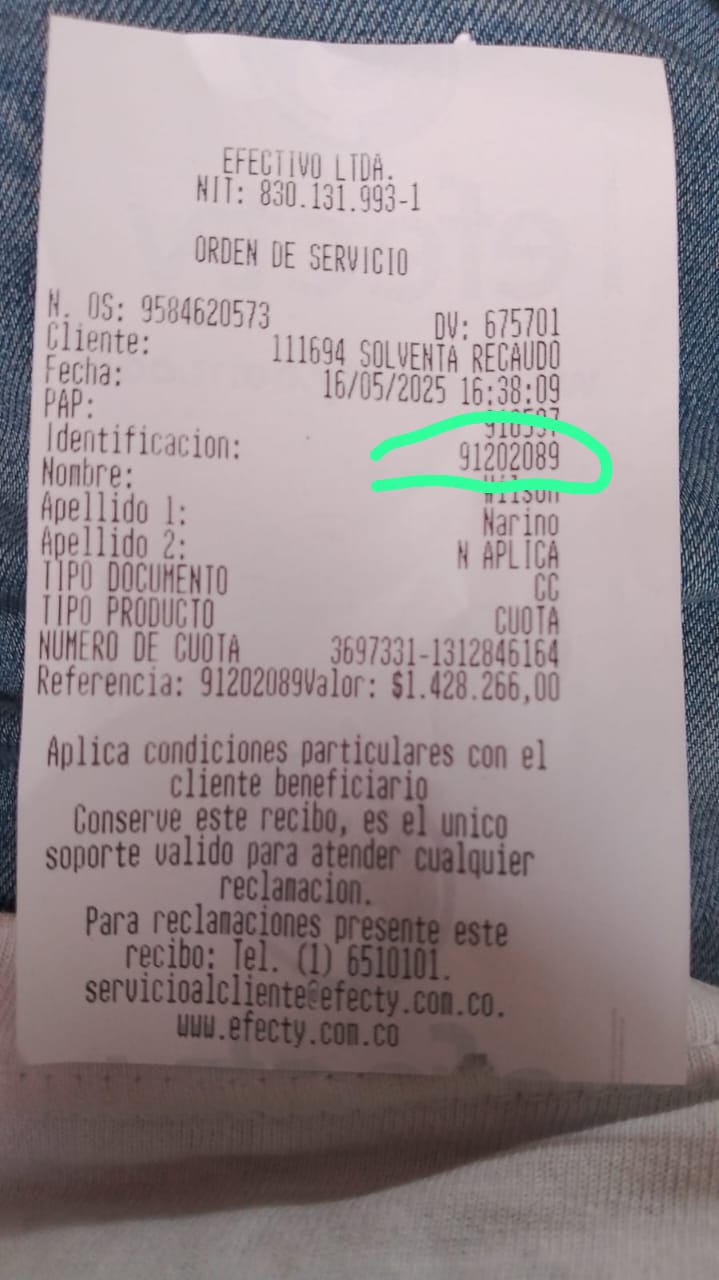 EFECTIVO LTDA.
NIT: 830.131.993-1
ORDEN DE SERVICIO
N. OS: 9584620573 DV: 675701
Cliente: 111694 SOLVENTA RECAUDO
Fecha: 16/05/2025 16:38:09
PAP: 910597
Identificacion: 91202089
Nombre: Wilson
Apellido 1: Narino
Apellido 2: N APLICA
TIPO DOCUMENTO CC
TIPO PRODUCTO CUOTA
NUMERO DE CUOTA 3697331-1312846164
Referencia: 91202089Valor: $1.428.266,00
Aplica condiciones particulares con el
cliente beneficiario
Conserve este recibo, es el unico
soporte valido para atender cualquier
reclamacion.
Para reclamaciones presente este
recibo: Tel. (1) 6510101.
servicioalcliente@efecty.com.co.
www.efecty.com.co